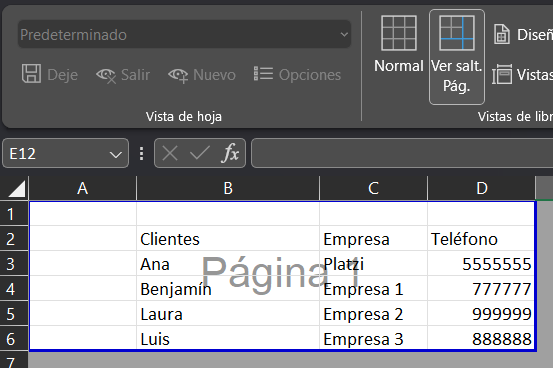 Predeterminado
Deje Salir Nuevo Opciones
Vista de hoja
Normal
Ver salt. Pág.
Diseñ
Vistas
Vistas de libr
E12 fx
A B C D
1
2 Clientes Empresa Teléfono
3 Ana Platzi 5555555
Página 1
4 Benjamín Empresa 1 777777
5 Laura Empresa 2 999999
6 Luis Empresa 3 888888
7